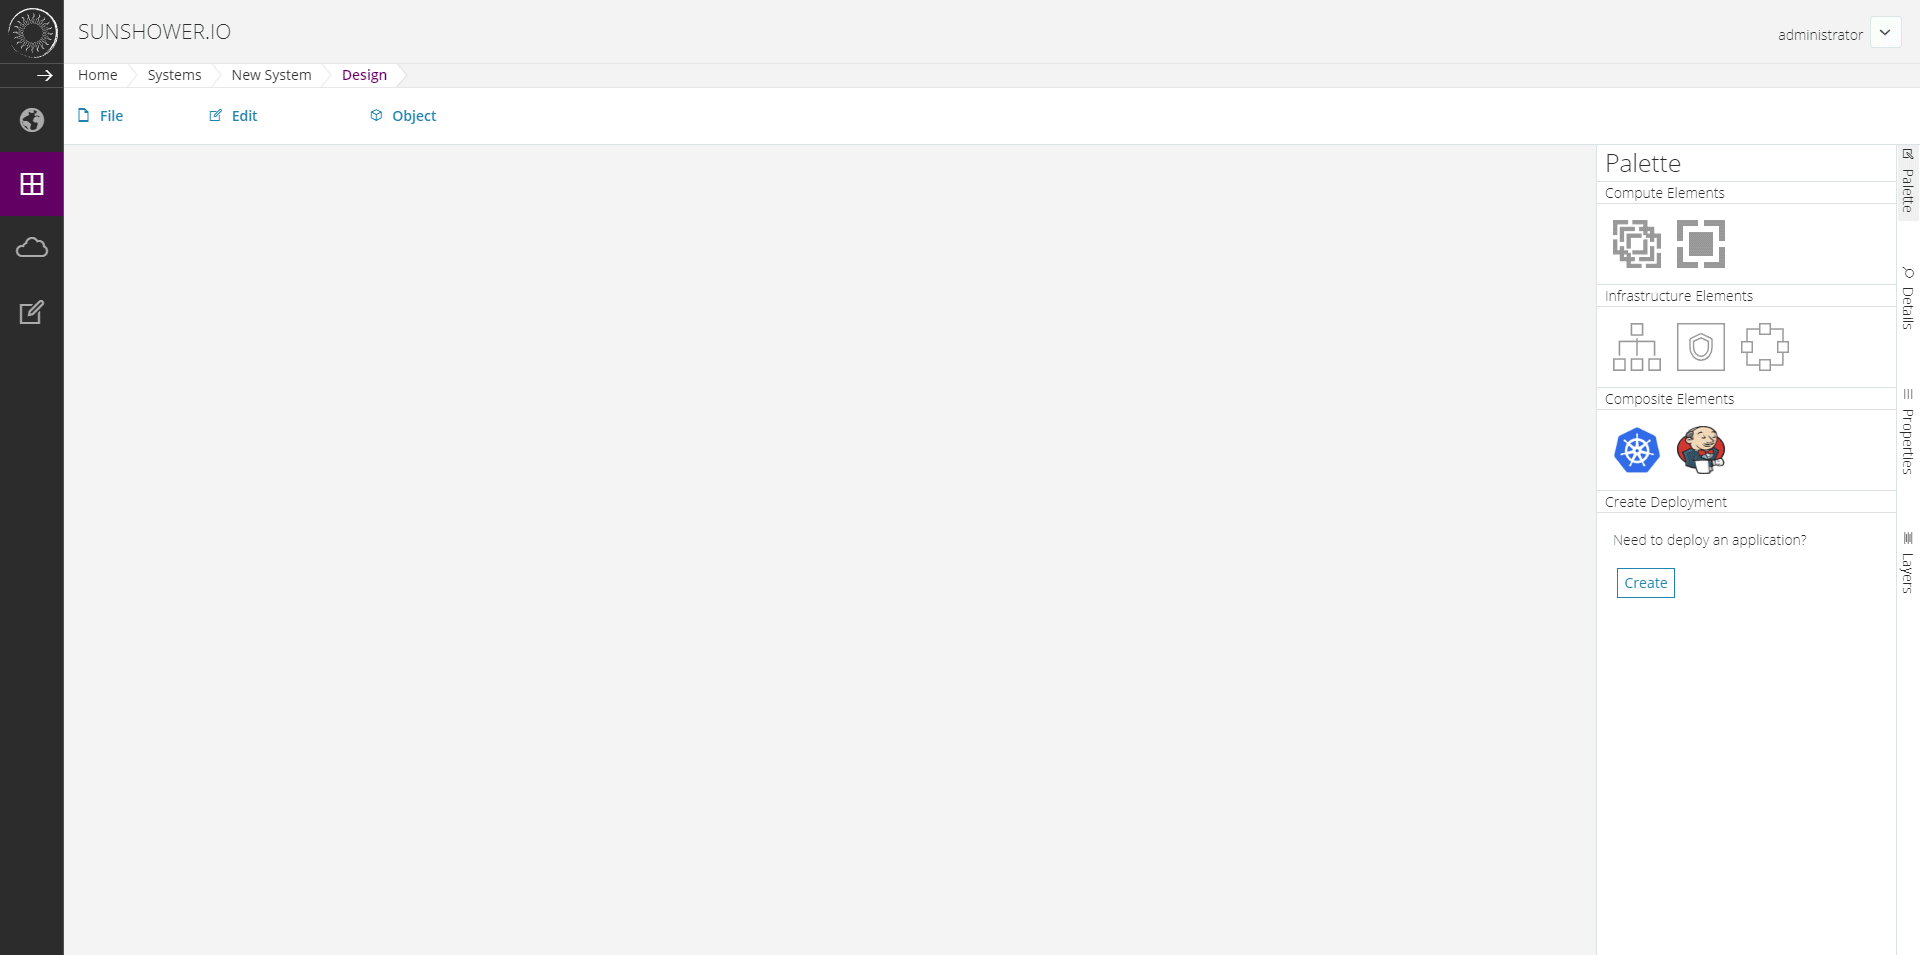 SUNSHOWER.IO
administrator
Home
Systems
New System
Design
File
Edit
Object
Palette
Compute Elements
Infrastructure Elements
Composite Elements
Create Deployment
Need to deploy an application?
Create
Palette
Details
Properties
Layers